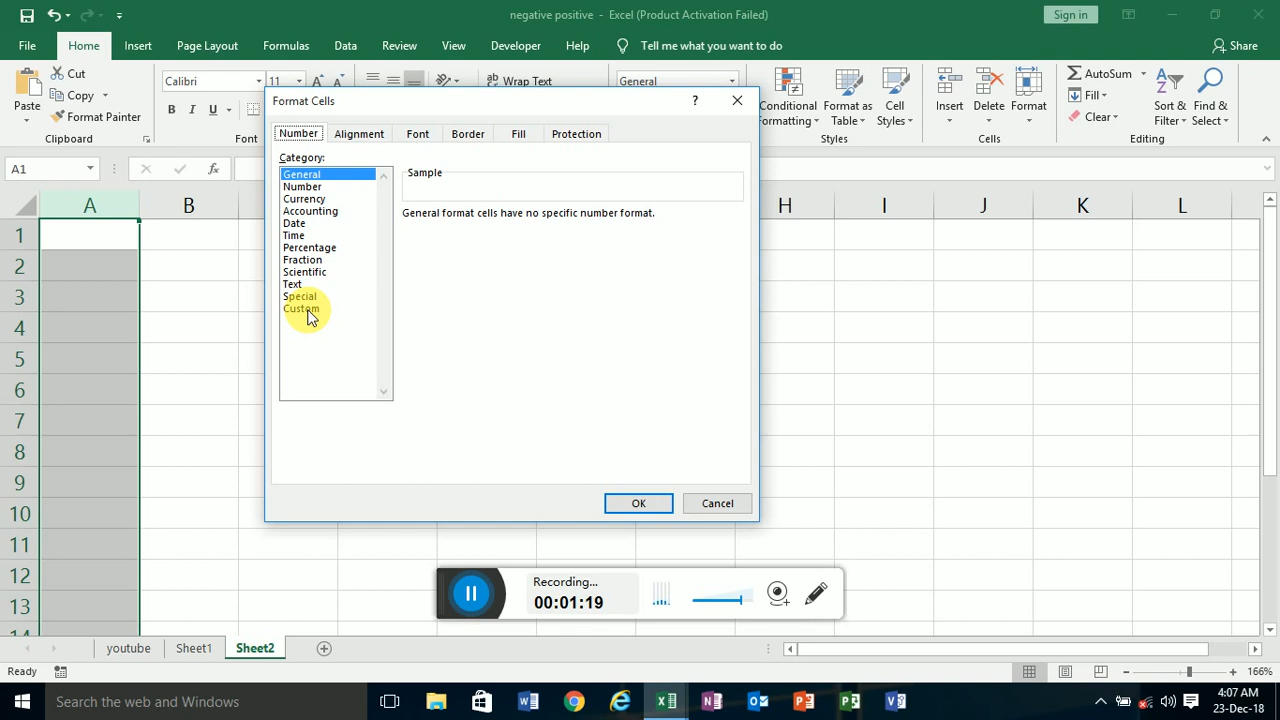 negative positive - Excel (Product Activation Failed)
Sign in
File Home Insert Page Layout Formulas Data Review View Developer Help Tell me what you want to do Share
Paste
Cut
Copy
Format Painter
Clipboard
Calibri 11
B I U
Font
Wrap Text
General
Conditional Formatting
Format as Table
Cell Styles
Styles
Insert Delete Format
Cells
AutoSum
Fill
Clear
Sort & Filter
Find & Select
Editing
A1
fx
Format Cells
?
Number Alignment Font Border Fill Protection
Category:
General
Number
Currency
Accounting
Date
Time
Percentage
Fraction
Scientific
Text
Special
Custom
Sample
General format cells have no specific number format.
OK Cancel
A B H I J K L
1
2
3
4
5
6
7
8
9
10
11
12
13
14
Recording...
00:01:19
youtube Sheet1 Sheet2
Ready
166%
Search the web and Windows
4:07 AM
23-Dec-18